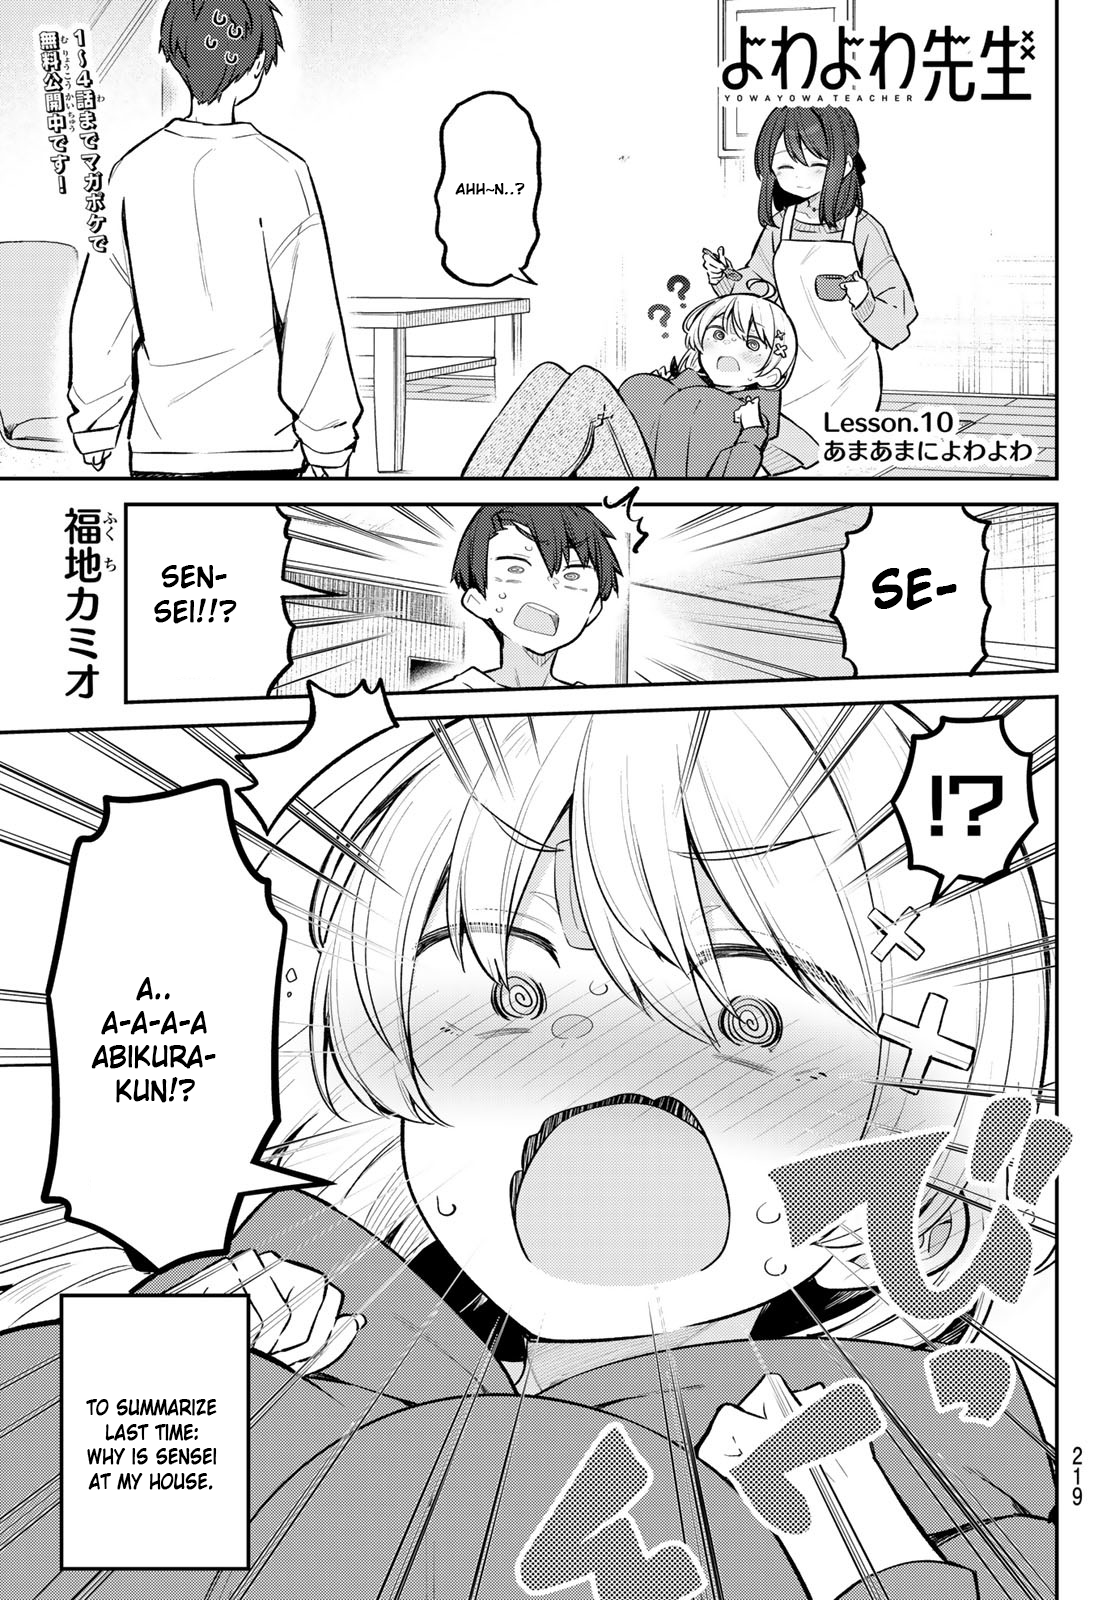 よわよわ先生
YOWAYOWA TEACHER
1〜4話までマガポケで
無料公開中です!
AHH~N..?
???
Lesson.10
あまあまによわよわ
福地カミオ
ふくち
SE-
SEN-
SEI!!?
!?
A..
A-A-A-A
ABIKURA-
KUN!?
TO SUMMARIZE
LAST TIME:
WHY IS SENSEI
AT MY HOUSE.
219